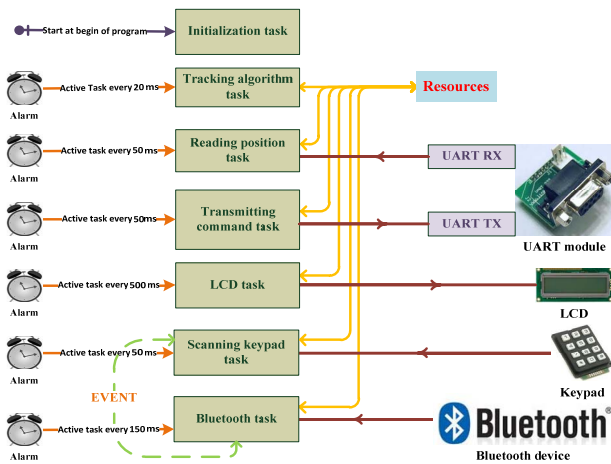 Start at begin of program
Initialization task
Alarm
Active Task every 20 ms
Tracking algorithm
task
Resources
Alarm
Active task every 50 ms
Reading position
task
UART RX
Alarm
Active task every 50ms
Transmitting
command task
UART TX
UART module
Alarm
Active task every 500 ms
LCD task
LCD
Alarm
Active task every 50 ms
Scanning keypad
task
Keypad
EVENT
Alarm
Active task every 150 ms
Bluetooth task
Bluetooth®
Bluetooth device